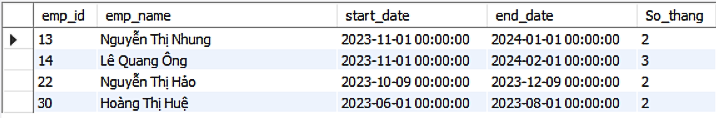 emp_id emp_name start_date end_date So_thang
13 Nguyễn Thị Nhung 2023-11-01 00:00:00 2024-01-01 00:00:00 2
14 Lê Quang Ông 2023-11-01 00:00:00 2024-02-01 00:00:00 3
22 Nguyễn Thị Hảo 2023-10-09 00:00:00 2023-12-09 00:00:00 2
30 Hoàng Thị Huệ 2023-06-01 00:00:00 2023-08-01 00:00:00 2